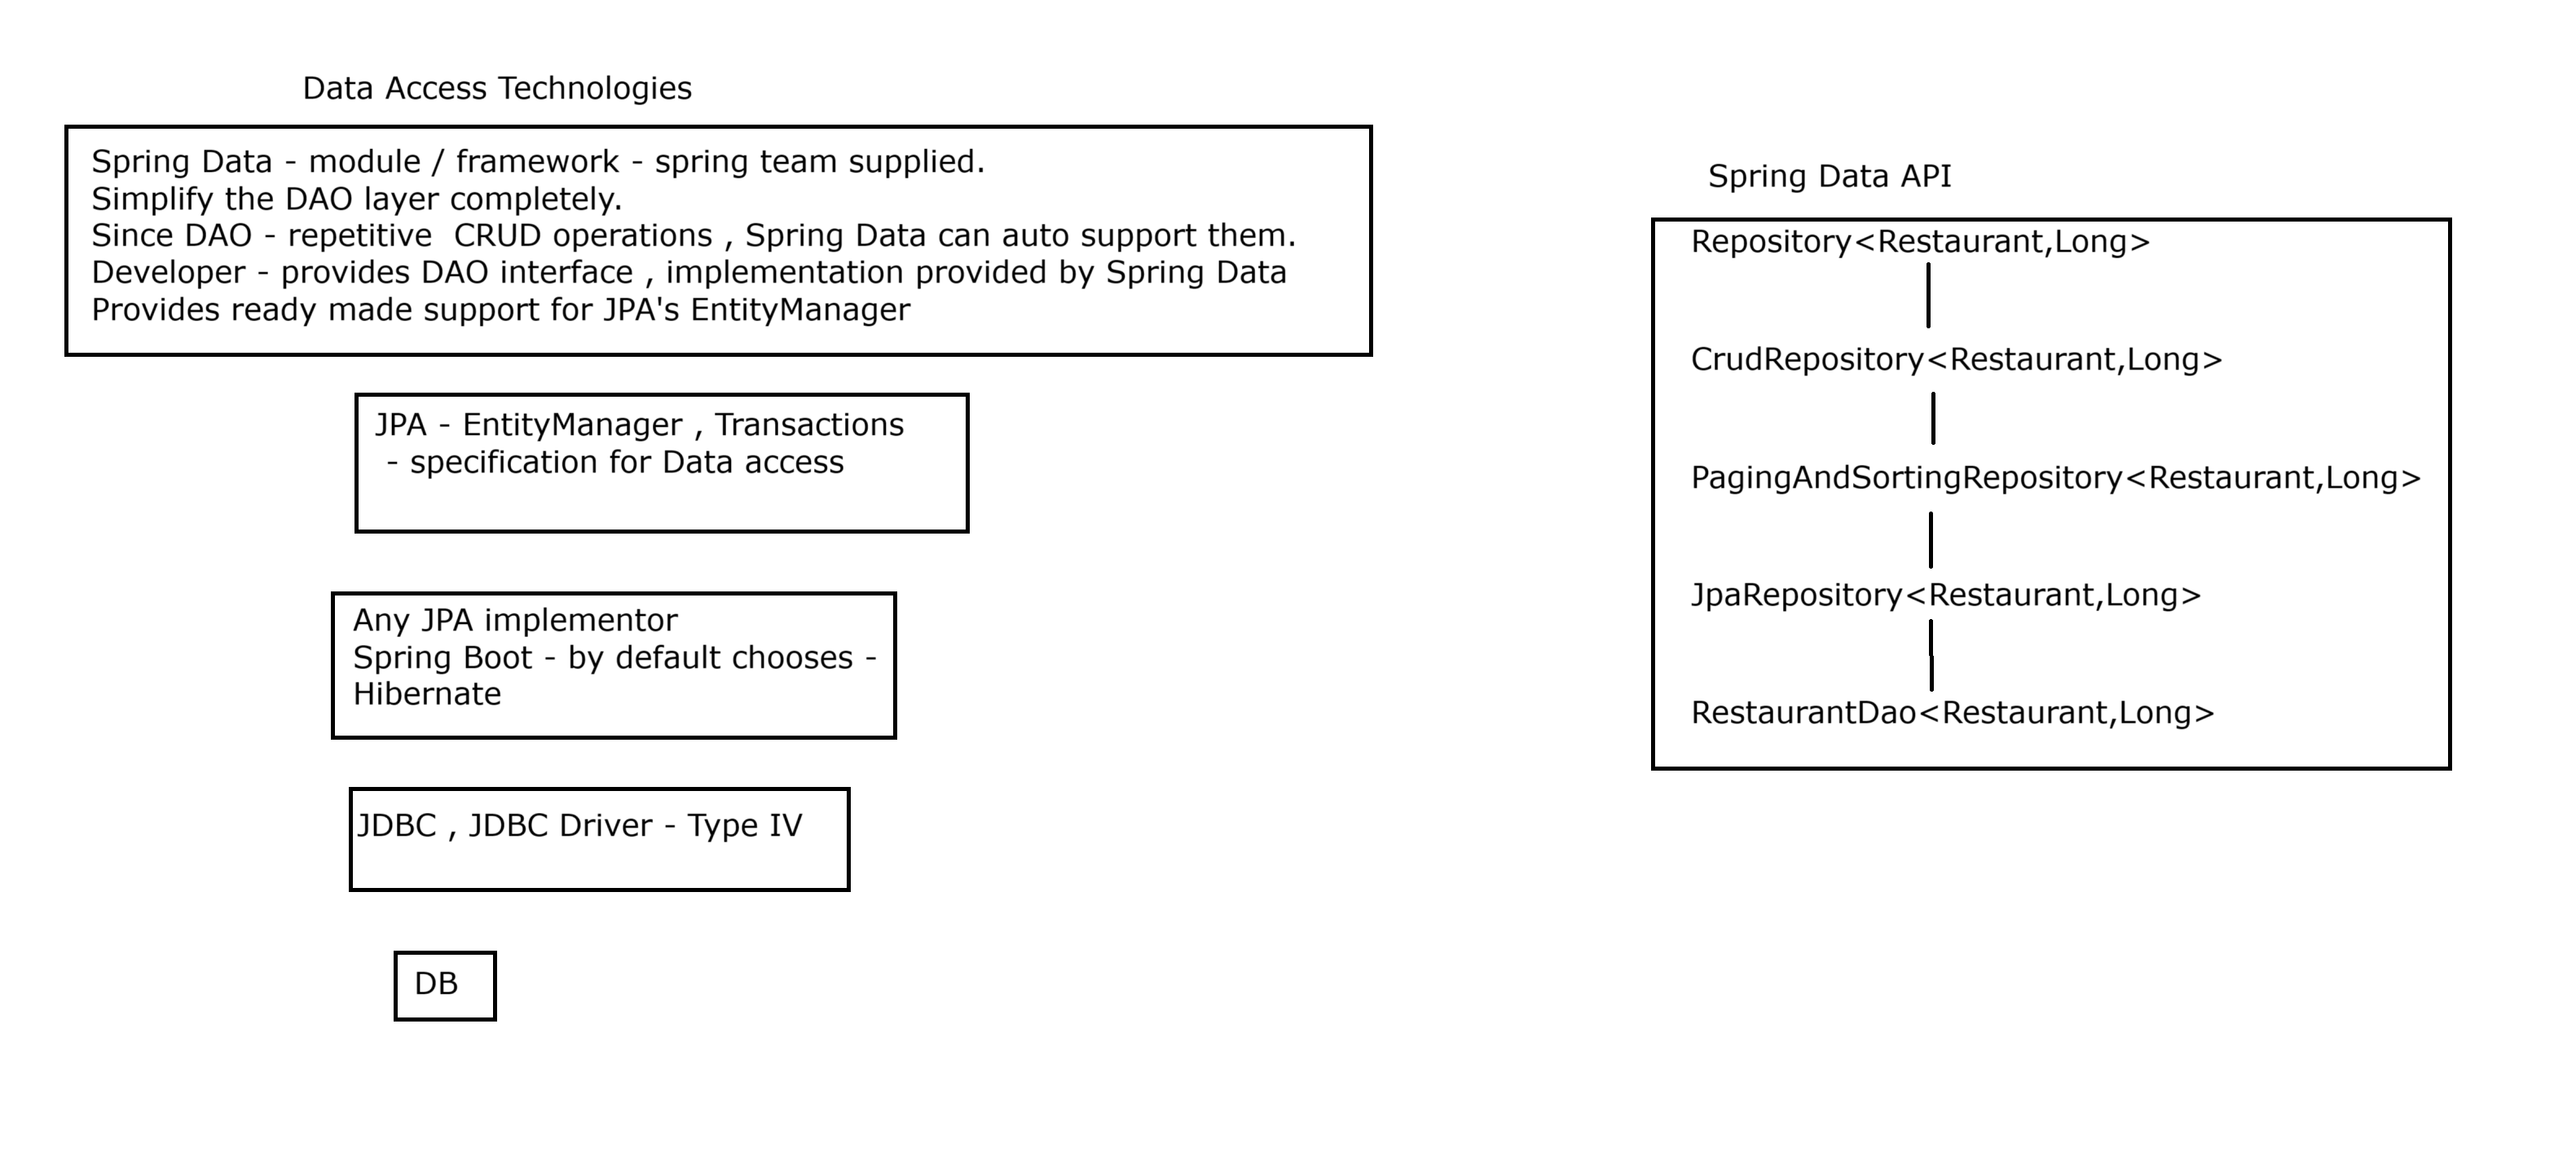 Data Access Technologies
Spring Data - module / framework - spring team supplied.
Simplify the DAO layer completely.
Since DAO - repetitive  CRUD operations , Spring Data can auto support them.
Developer - provides DAO interface , implementation provided by Spring Data
Provides ready made support for JPA's EntityManager
JPA - EntityManager , Transactions
- specification for Data access
Any JPA implementor
Spring Boot - by default chooses -
Hibernate
JDBC , JDBC Driver - Type IV
DB
Spring Data API
Repository<Restaurant,Long>
CrudRepository<Restaurant,Long>
PagingAndSortingRepository<Restaurant,Long>
JpaRepository<Restaurant,Long>
RestaurantDao<Restaurant,Long>